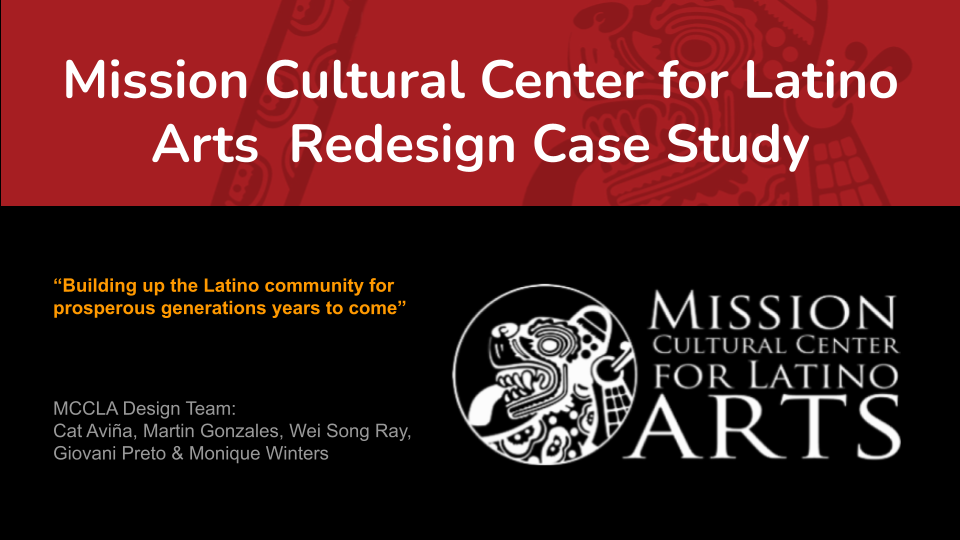 Mission Cultural Center for Latino
Arts  Redesign Case Study
“Building up the Latino community for
prosperous generations years to come”
MCCLA Design Team:
Cat Aviña, Martin Gonzales, Wei Song Ray,
Giovani Preto & Monique Winters
MISSION
CULTURAL CENTER
FOR LATINO
ARTS